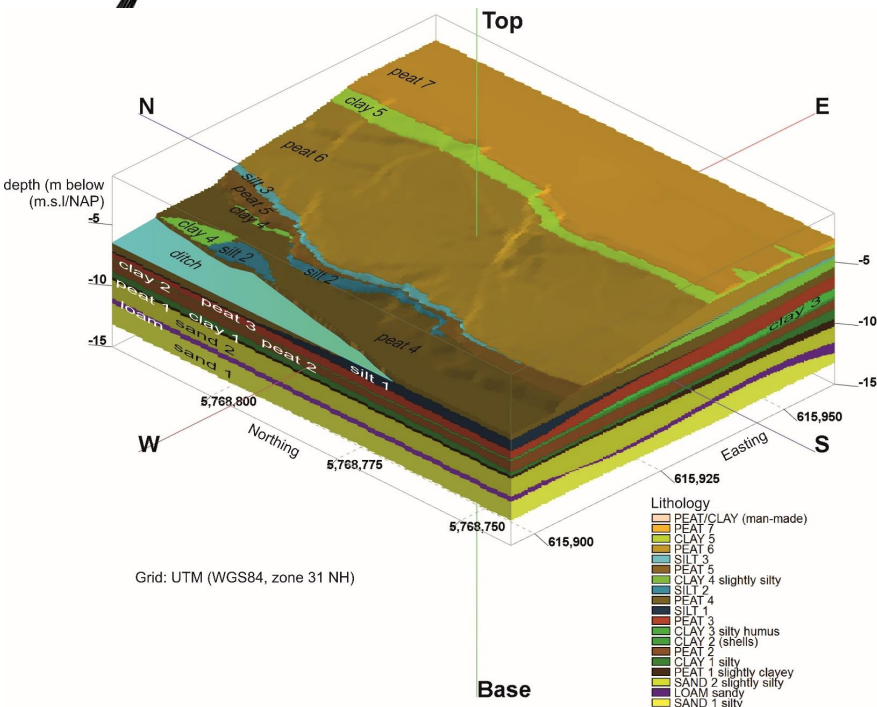 Top
peat 7
N
clay 5
E
peat 6
depth (m below
(m.s.l/NAP)
silt 3
peat 5
clay 4
-5
clay 4
silt 2
ditch
silt 2
-5
clay 2
peat 3
clay 3
-10
peat 1
clay 1
peat 2
peat 4
-10
loam
sand 2
silt 1
-15
sand 1
-15
5,768,800
615,950
W
Northing
Easting
S
5,768,775
615,925
5,768,750
615,900
Grid: UTM (WGS84, zone 31 NH)
Lithology
PEAT/CLAY (man-made)
PEAT 7
CLAY 5
PEAT 6
SILT 3
PEAT 5
CLAY 4 slightly silty
SILT 2
PEAT 4
SILT 1
PEAT 3
CLAY 3 silty humus
CLAY 2 (shells)
PEAT 2
CLAY 1 silty
PEAT 1 slightly clayey
SAND 2 slightly silty
LOAM sandy
SAND 1 silty
Base